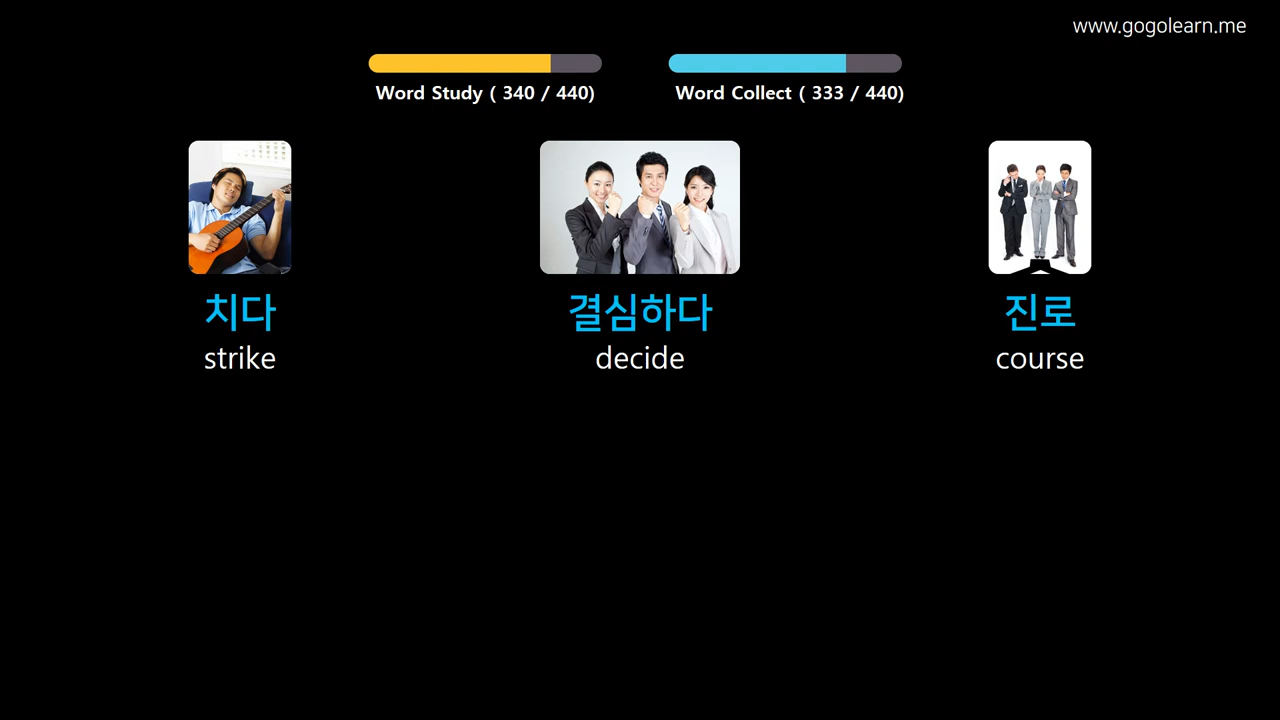 www.gogolearn.me
Word Study ( 340 / 440)
Word Collect ( 333 / 440)
치다
결심하다
진로
strike
decide
course